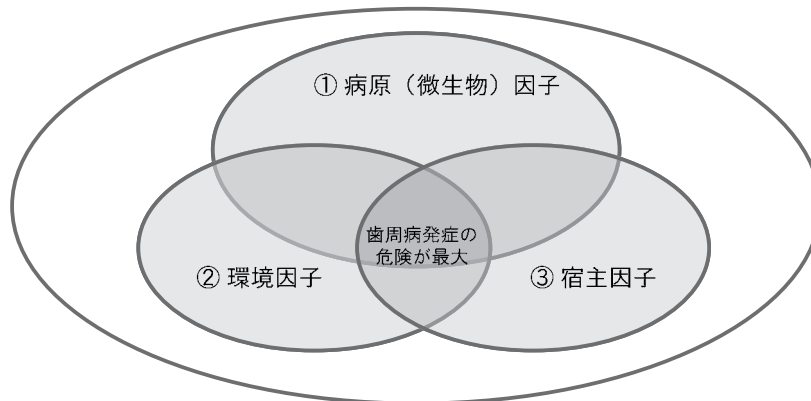 ① 病原（微生物）因子
歯周病発症の
危険が最大
② 環境因子
③ 宿主因子